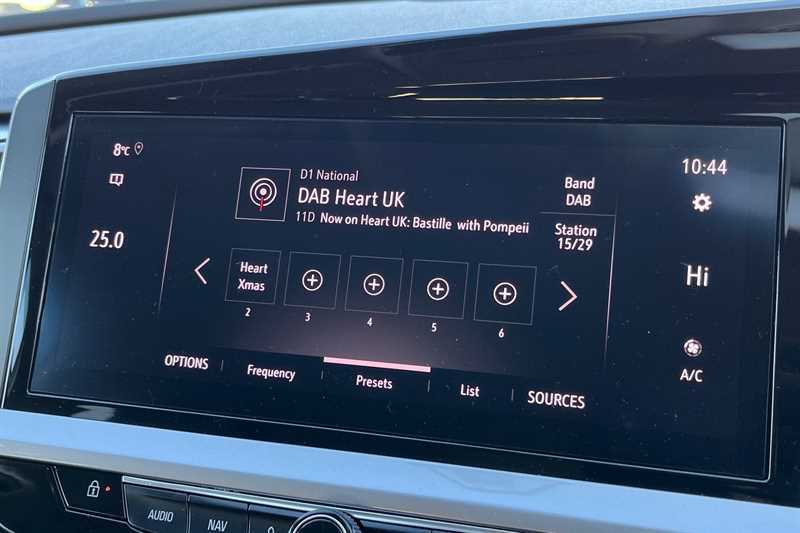 8°C
10:44
D1 National
DAB Heart UK
11D Now on Heart UK: Bastille with Pompeii
Band
DAB
Station
15/29
25.0
Hi
Heart
Xmas
2
3
4
5
6
A/C
OPTIONS
Frequency
Presets
List
SOURCES
AUDIO
NAV